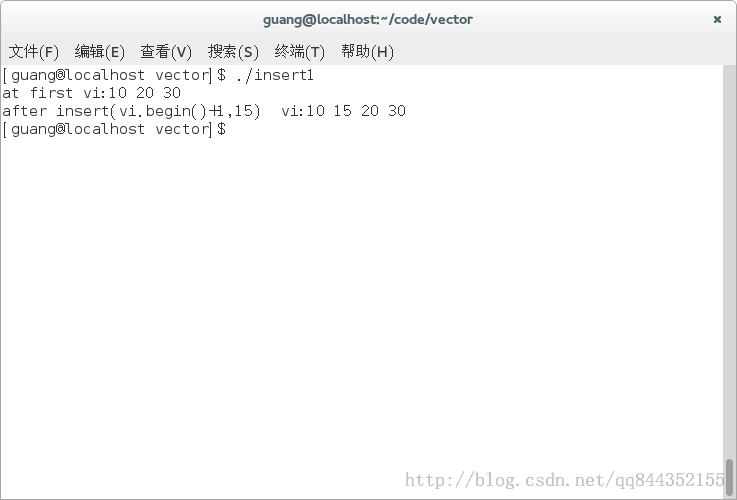 guang@localhost:~/code/vector ×
文件(F) 编辑(E) 查看(V) 搜索(S) 终端(T) 帮助(H)
[guang@localhost vector]$ ./insert1
at first vi:10 20 30
after insert(vi.begin()+1,15)  vi:10 15 20 30
[guang@localhost vector]$
http://blog.csdn.net/qq844352155